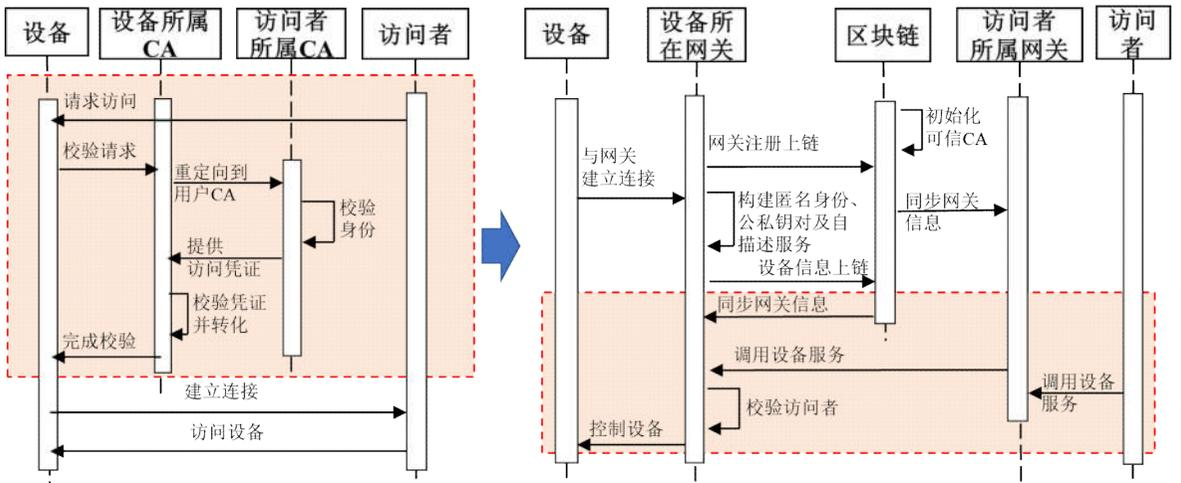 设备
设备所属
CA
访问者
所属CA
访问者
请求访问
校验请求
重定向到
用户CA
校验
身份
提供
访问凭证
校验凭证
并转化
完成校验
建立连接
访问设备
设备
设备所
在网关
区块链
访问者
所属网关
访问
者
初始化
可信CA
网关注册上链
与网关
建立连接
构建匿名身份、
公私钥对及自
描述服务
同步网关
信息
设备信息上链
同步网关信息
调用设备服务
调用设备
服务
校验访问者
控制设备